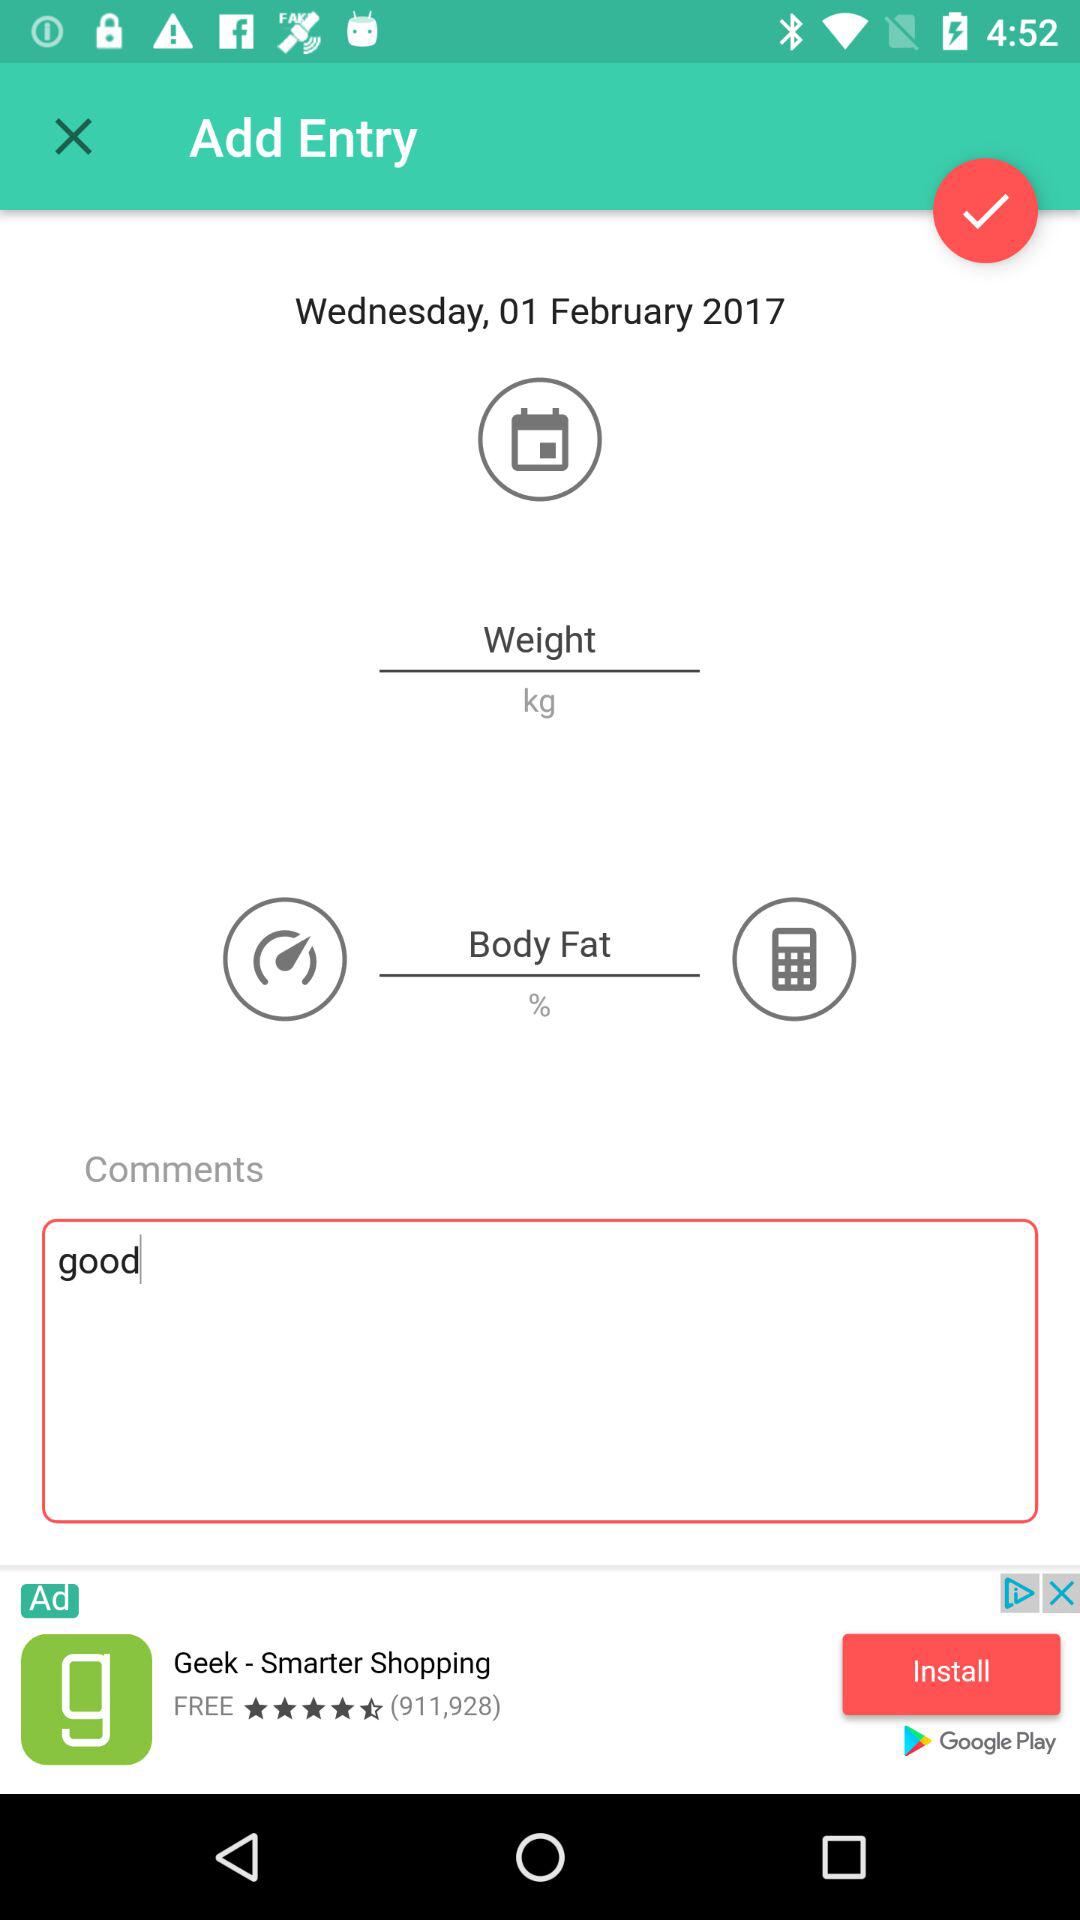 FAKE
4:52
Add Entry
Wednesday, 01 February 2017
Weight
kg
Body Fat
%
Comments
good
Ad
Geek - Smarter Shopping
FREE (911,928)
Install
Google Play